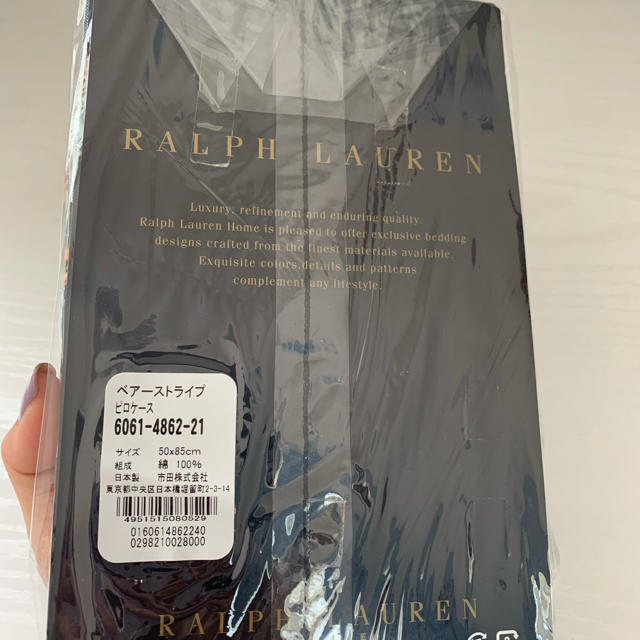 RALPH LAUREN
Luxury, refinement and enduring quality.
Ralph Lauren Home is pleased to offer exclusive bedding
designs crafted from the finest materials available.
Exquisite colors, details and patterns
complement any lifestyle.
ベアーストライプ
ピロケース
6061-4862-21
サイズ 50x85cm
組成 綿 100%
日本製 市田株式会社
東京都中央区日本橋堀留町2-3-14
4951515080529
0160614862240
0298210028000
RALPH LAUREN